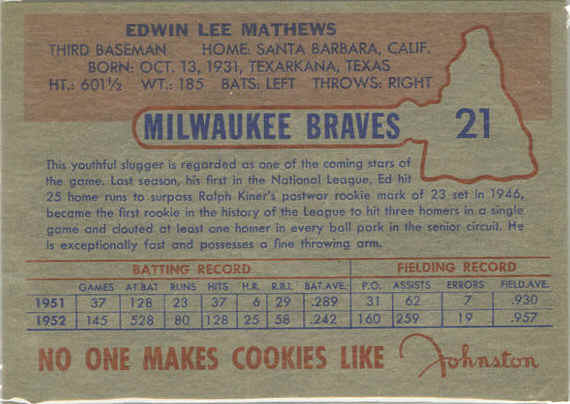 EDWIN LEE MATHEWS
THIRD BASEMAN HOME: SANTA BARBARA, CALIF.
BORN: OCT. 13, 1931, TEXARKANA, TEXAS
HT.: 601½ WT.: 185 BATS: LEFT THROWS: RIGHT
MILWAUKEE BRAVES 21
This youthful slugger is regarded as one of the coming stars of
the game. Last season, his first in the National League, Ed hit
25 home runs to surpass Ralph Kiner's postwar rookie mark of 23 set in 1946,
became the first rookie in the history of the League to hit three homers in a single
game and clouted at least one homer in every ball park in the senior circuit. He
is exceptionally fast and possesses a fine throwing arm.
BATTING RECORD FIELDING RECORD
GAMES AT.BAT RUNS HITS H.R. R.B.I. BAT.AVE. P.O. ASSISTS ERRORS FIELD.AVE.
1951 37 128 23 37 6 29 .289 31 62 7 .930
1952 145 528 80 128 25 58 .242 160 259 19 .957
NO ONE MAKES COOKIES LIKE Johnston